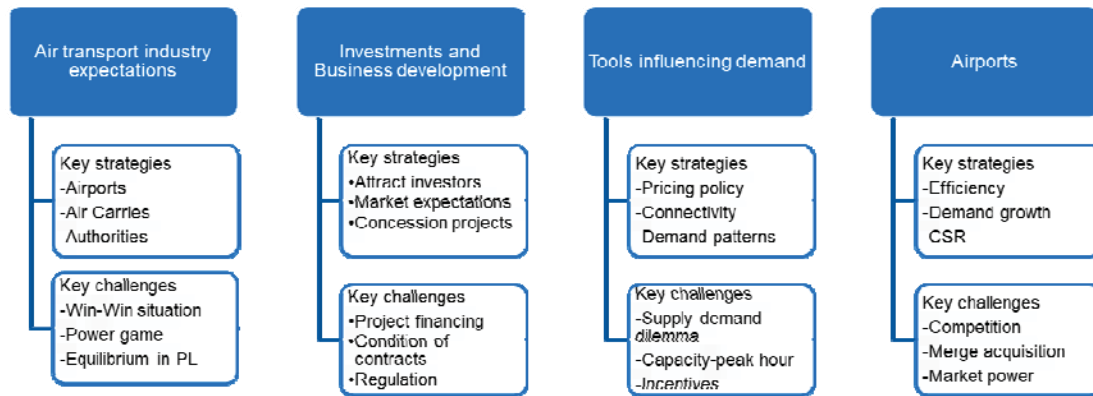 Air transport industry
expectations
Key strategies
-Airports
-Air Carries
Authorities
Key challenges
-Win-Win situation
-Power game
-Equilibrium in PL
Investments and
Business development
Key strategies
•Attract investors
•Market expectations
•Concession projects
Key challenges
•Project financing
•Condition of
contracts
•Regulation
Tools influencing demand
Key strategies
-Pricing policy
-Connectivity
Demand patterns
Key challenges
-Supply demand
dilemma
-Capacity-peak hour
-Incentives
Airports
Key strategies
-Efficiency
-Demand growth
CSR
Key challenges
-Competition
-Merge acquisition
-Market power